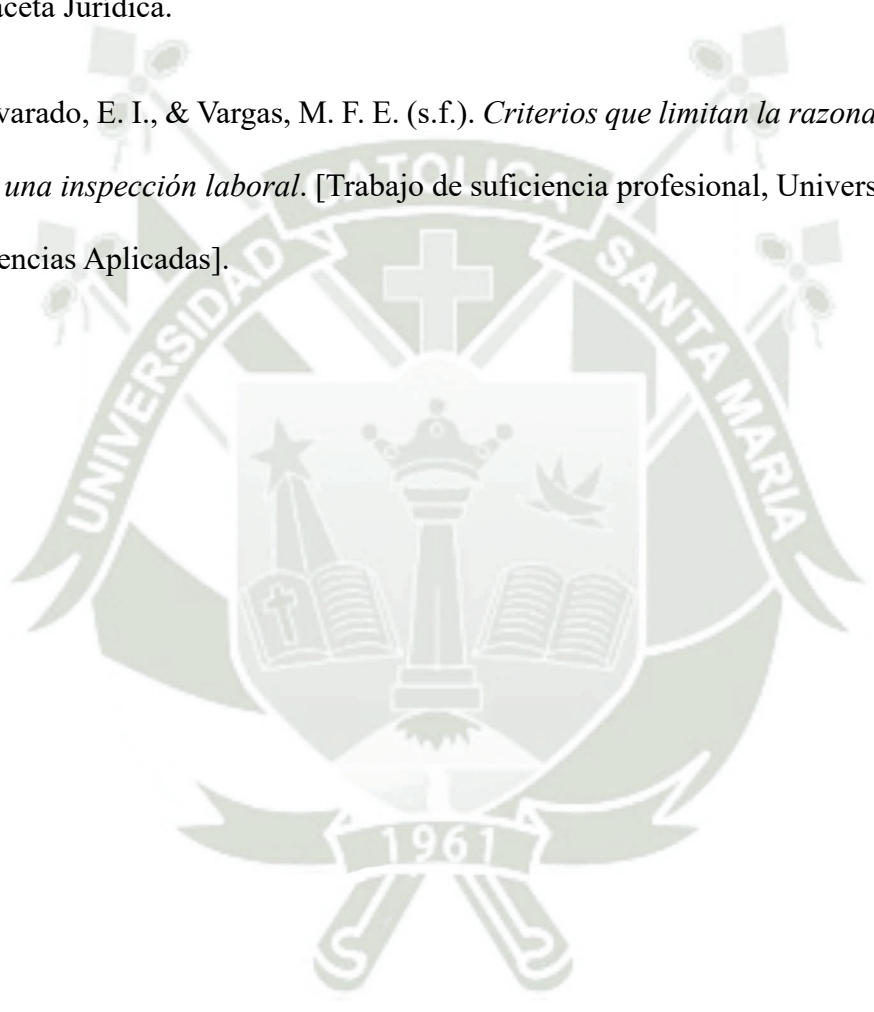 aceta Jurídica.
varado, E. I., & Vargas, M. F. E. (s.f.). Criterios que limitan la razona
una inspección laboral. [Trabajo de suficiencia profesional, Univers
encias Aplicadas].
UNIVERSIDAD CATOLICA SANTA MARIA
1961